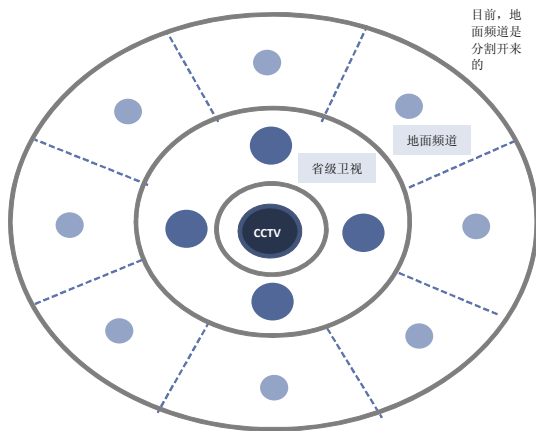 目前，地
面频道是
分割开来
的
地面频道
省级卫视
CCTV